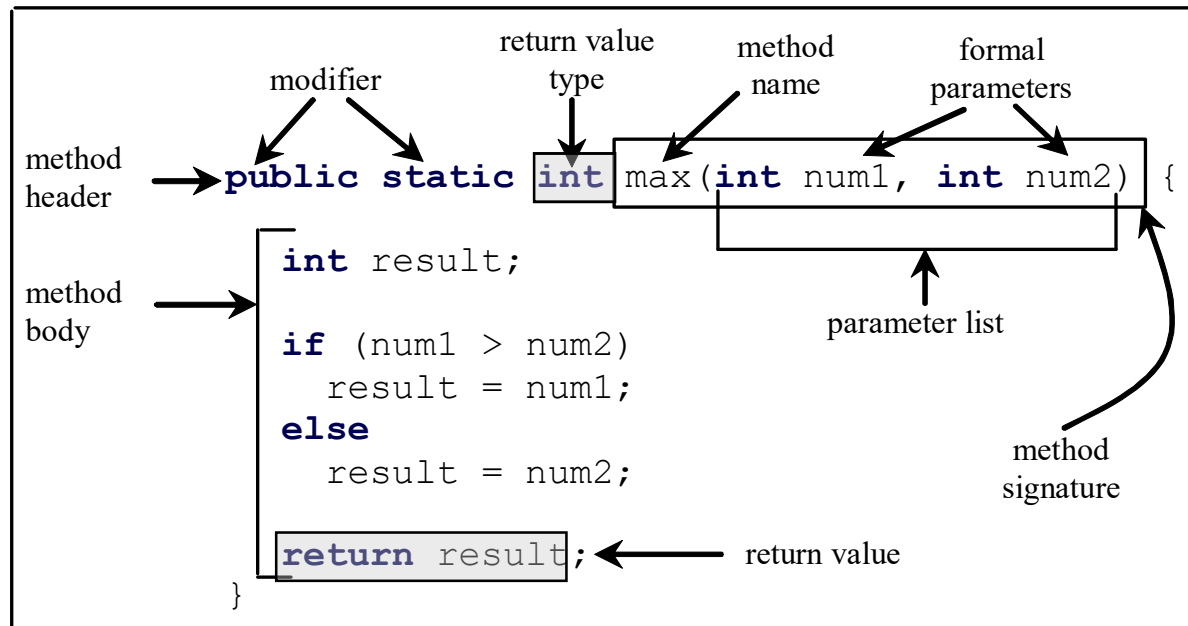 return value
type
method
name
formal
parameters
modifier
method
header
public static int max(int num1, int num2) {
int result;
method
body
parameter list
if (num1 > num2)
result = num1;
else
result = num2;
method
signature
return result;
return value
}